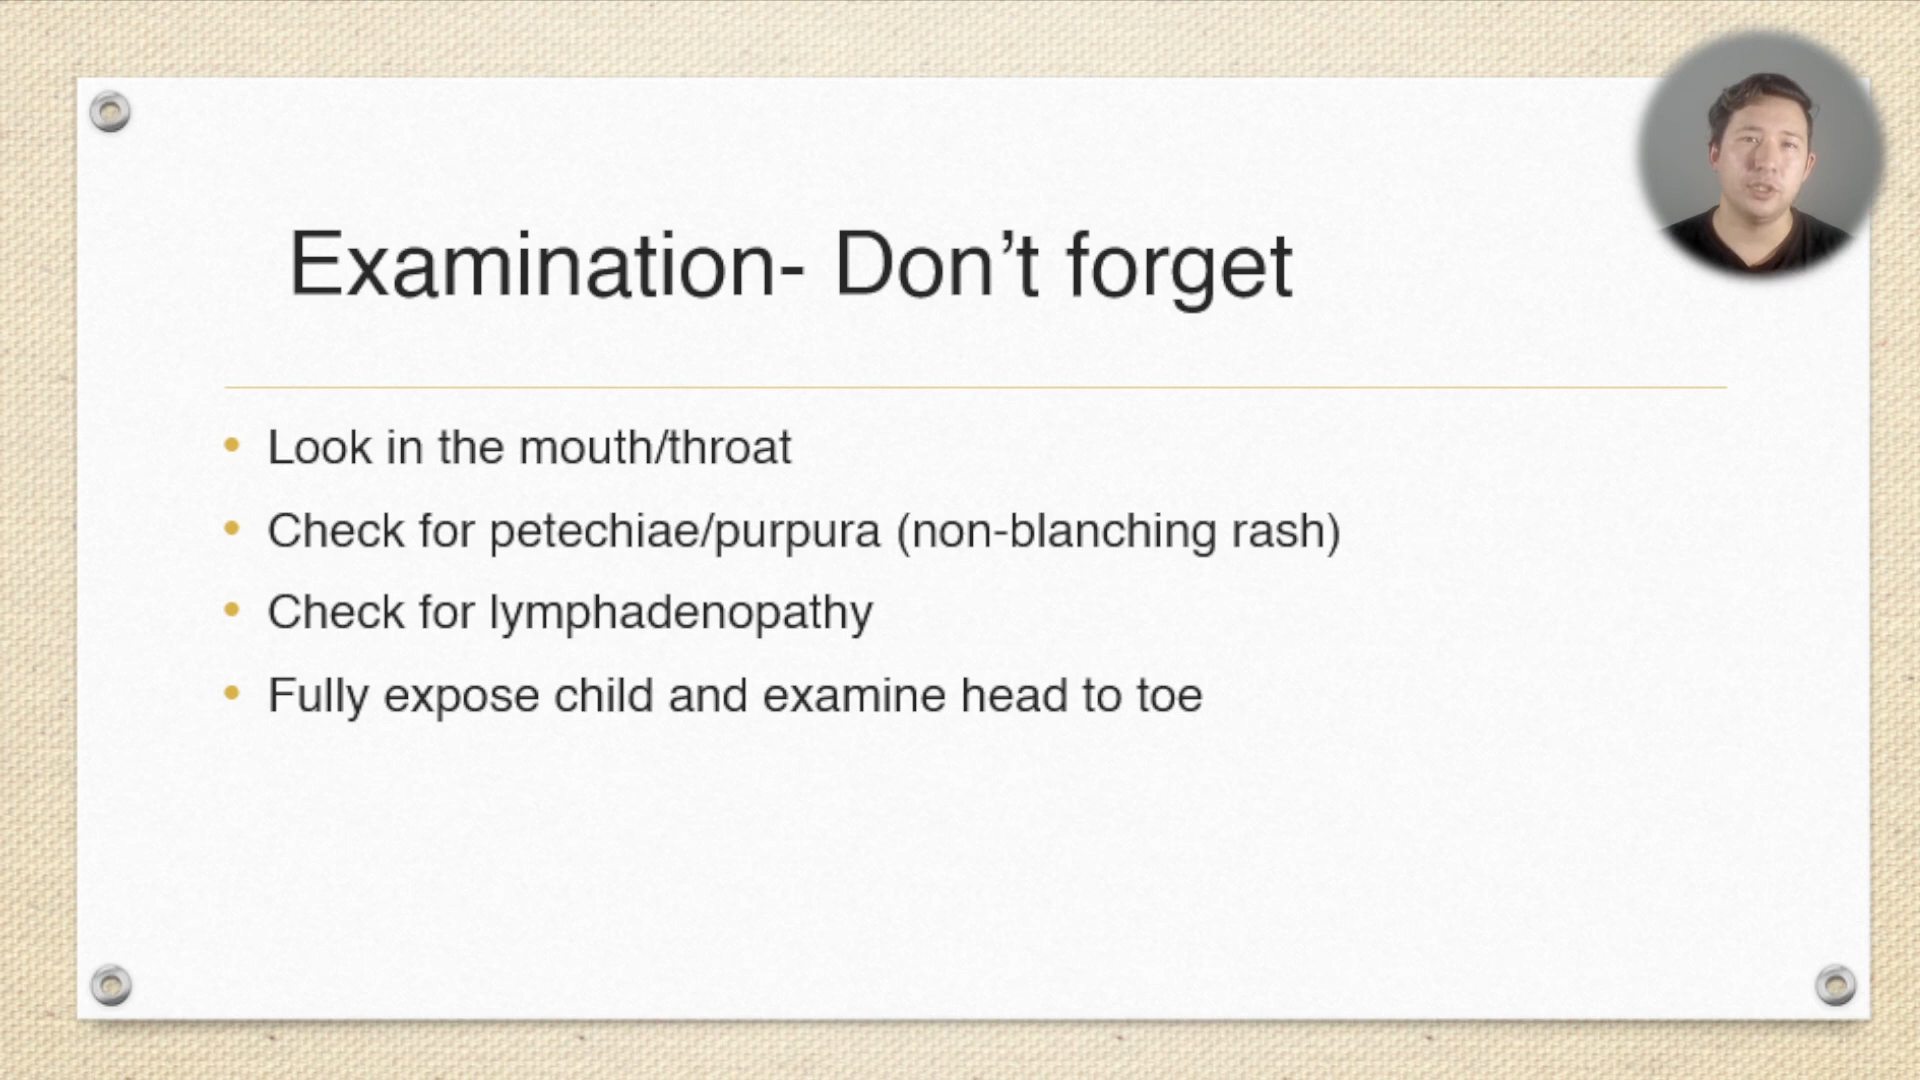 Examination- Don’t forget
• Look in the mouth/throat
• Check for petechiae/purpura (non-blanching rash)
• Check for lymphadenopathy
• Fully expose child and examine head to toe